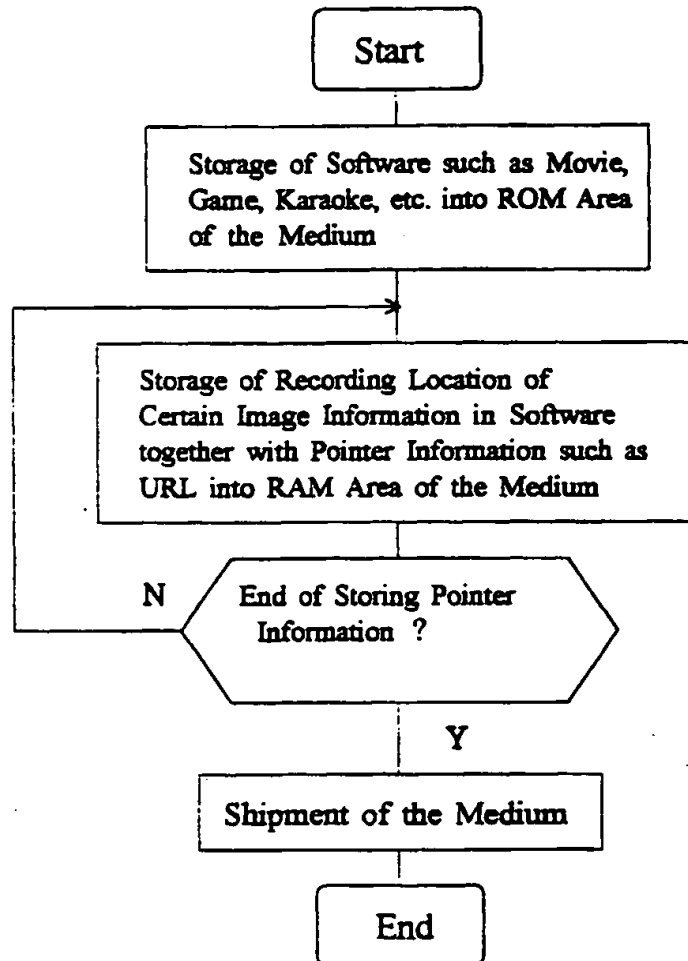 Start
Storage of Software such as Movie,
Game, Karaoke, etc. into ROM Area
of the Medium
Storage of Recording Location of
Certain Image Information in Software
together with Pointer Information such as
URL into RAM Area of the Medium
N
End of Storing Pointer
Information ?
Y
Shipment of the Medium
End